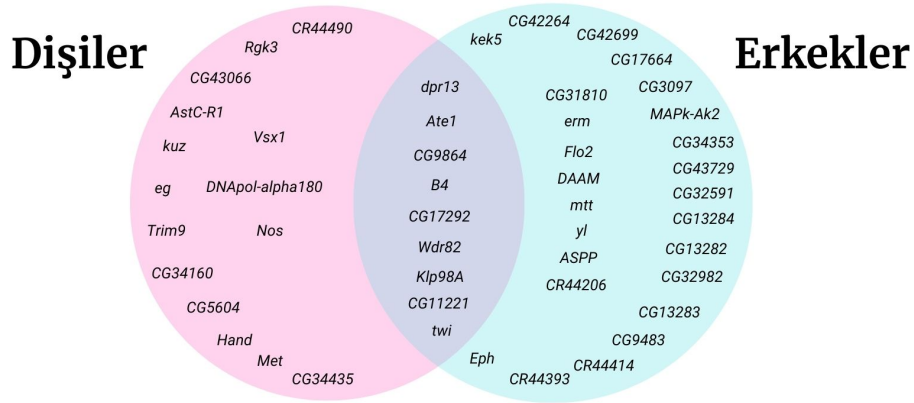 Dişiler
Erkekler
CR44490
Rgk3
CG43066
AstC-R1
Vsx1
kuz
eg
DNApol-alpha180
Trim9
Nos
CG34160
CG5604
Hand
Met
CG34435
dpr13
Ate1
CG9864
B4
CG17292
Wdr82
Klp98A
CG11221
twi
CG42264
kek5
CG42699
CG17664
CG31810
CG3097
erm
MAPk-Ak2
Flo2
CG34353
DAAM
CG43729
mtt
CG32591
yl
CG13284
ASPP
CG13282
CR44206
CG32982
CG13283
CG9483
Eph
CR44414
CR44393